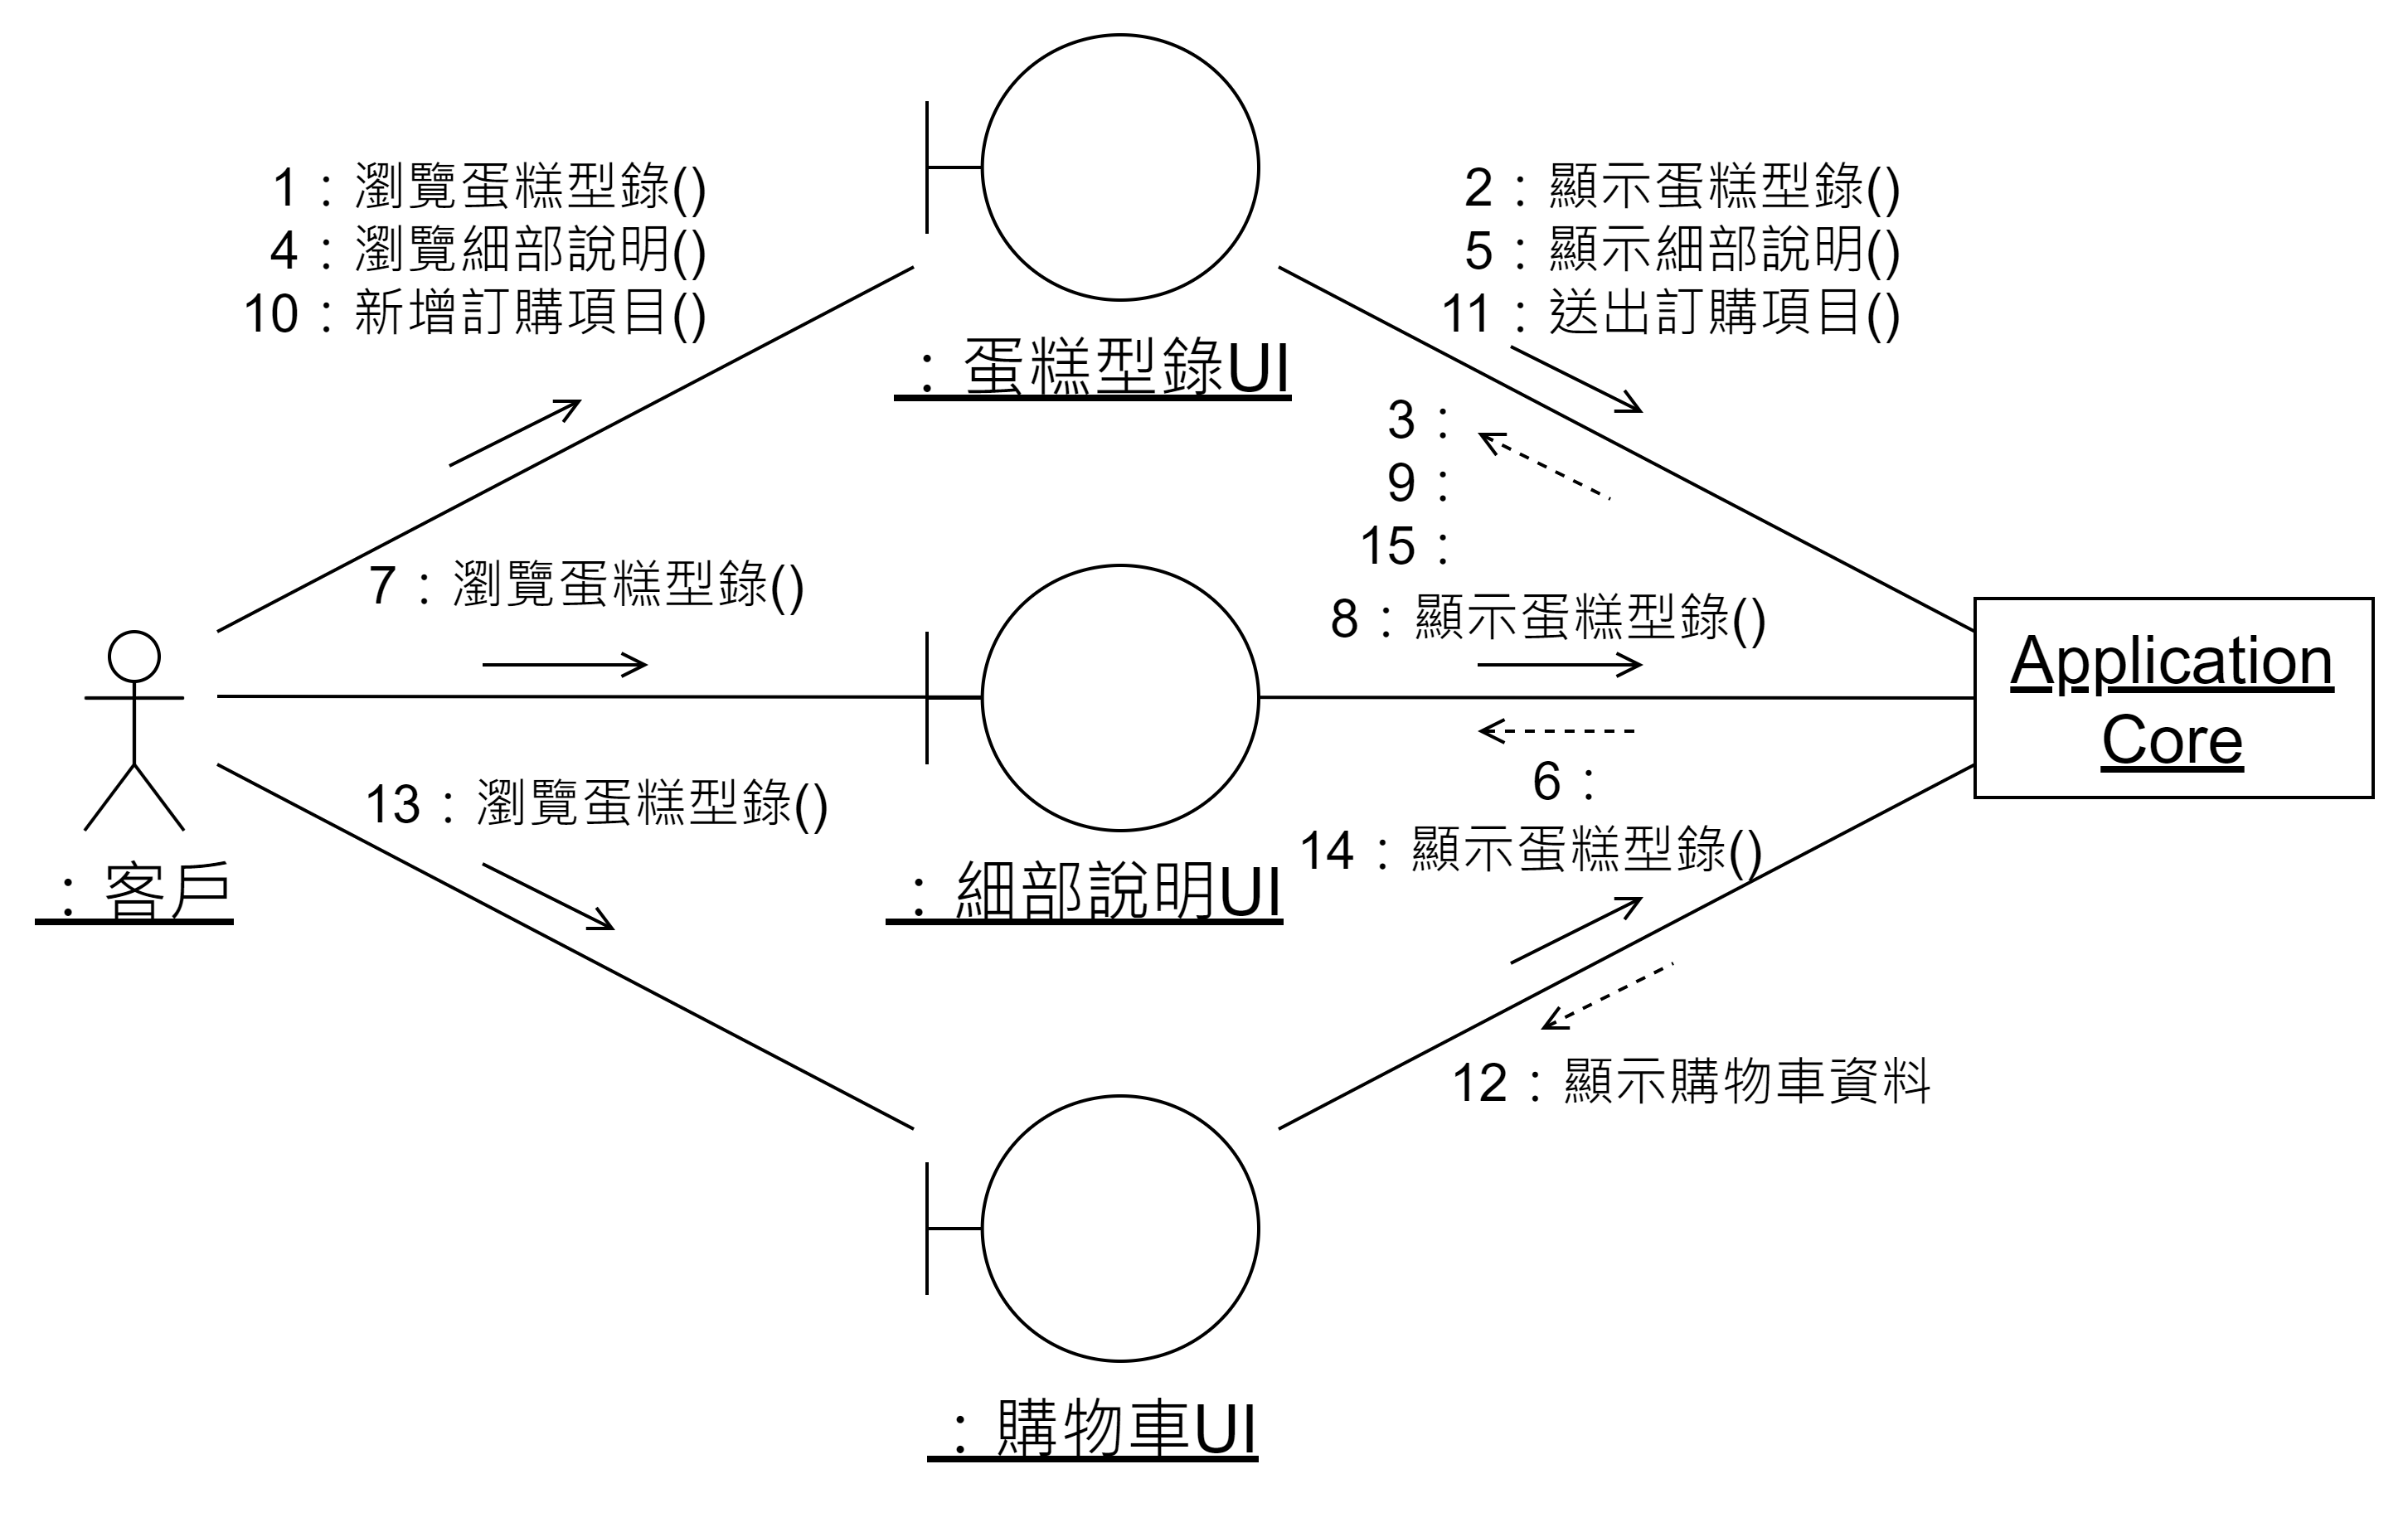 1：瀏覽蛋糕型錄()
4：瀏覽細部說明()
10：新增訂購項目()
：蛋糕型錄UI
2：顯示蛋糕型錄()
5：顯示細部說明()
11：送出訂購項目()
3：
9：
15：
7：瀏覽蛋糕型錄()
8：顯示蛋糕型錄()
Application
Core
6：
13：瀏覽蛋糕型錄()
14：顯示蛋糕型錄()
：客戶
：細部說明UI
12：顯示購物車資料
：購物車UI